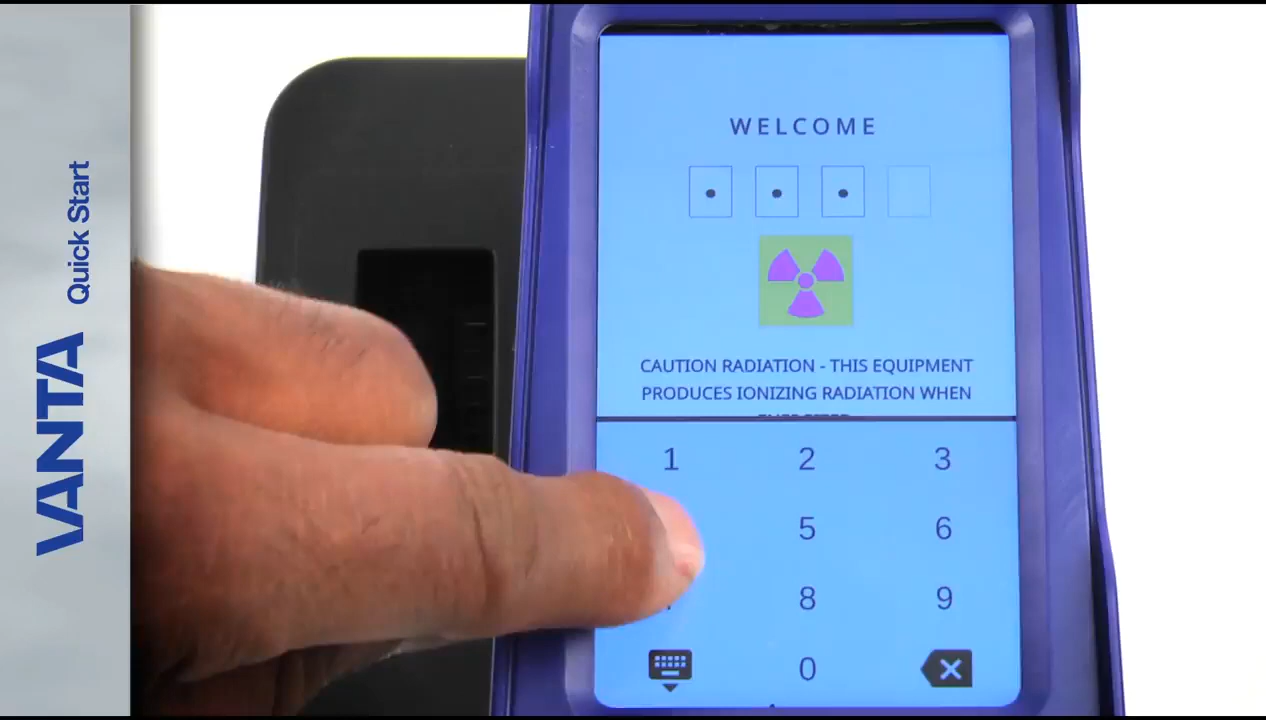 VANTA Quick Start
WELCOME
CAUTION RADIATION - THIS EQUIPMENT
PRODUCES IONIZING RADIATION WHEN
1 2 3
5 6
8 9
0